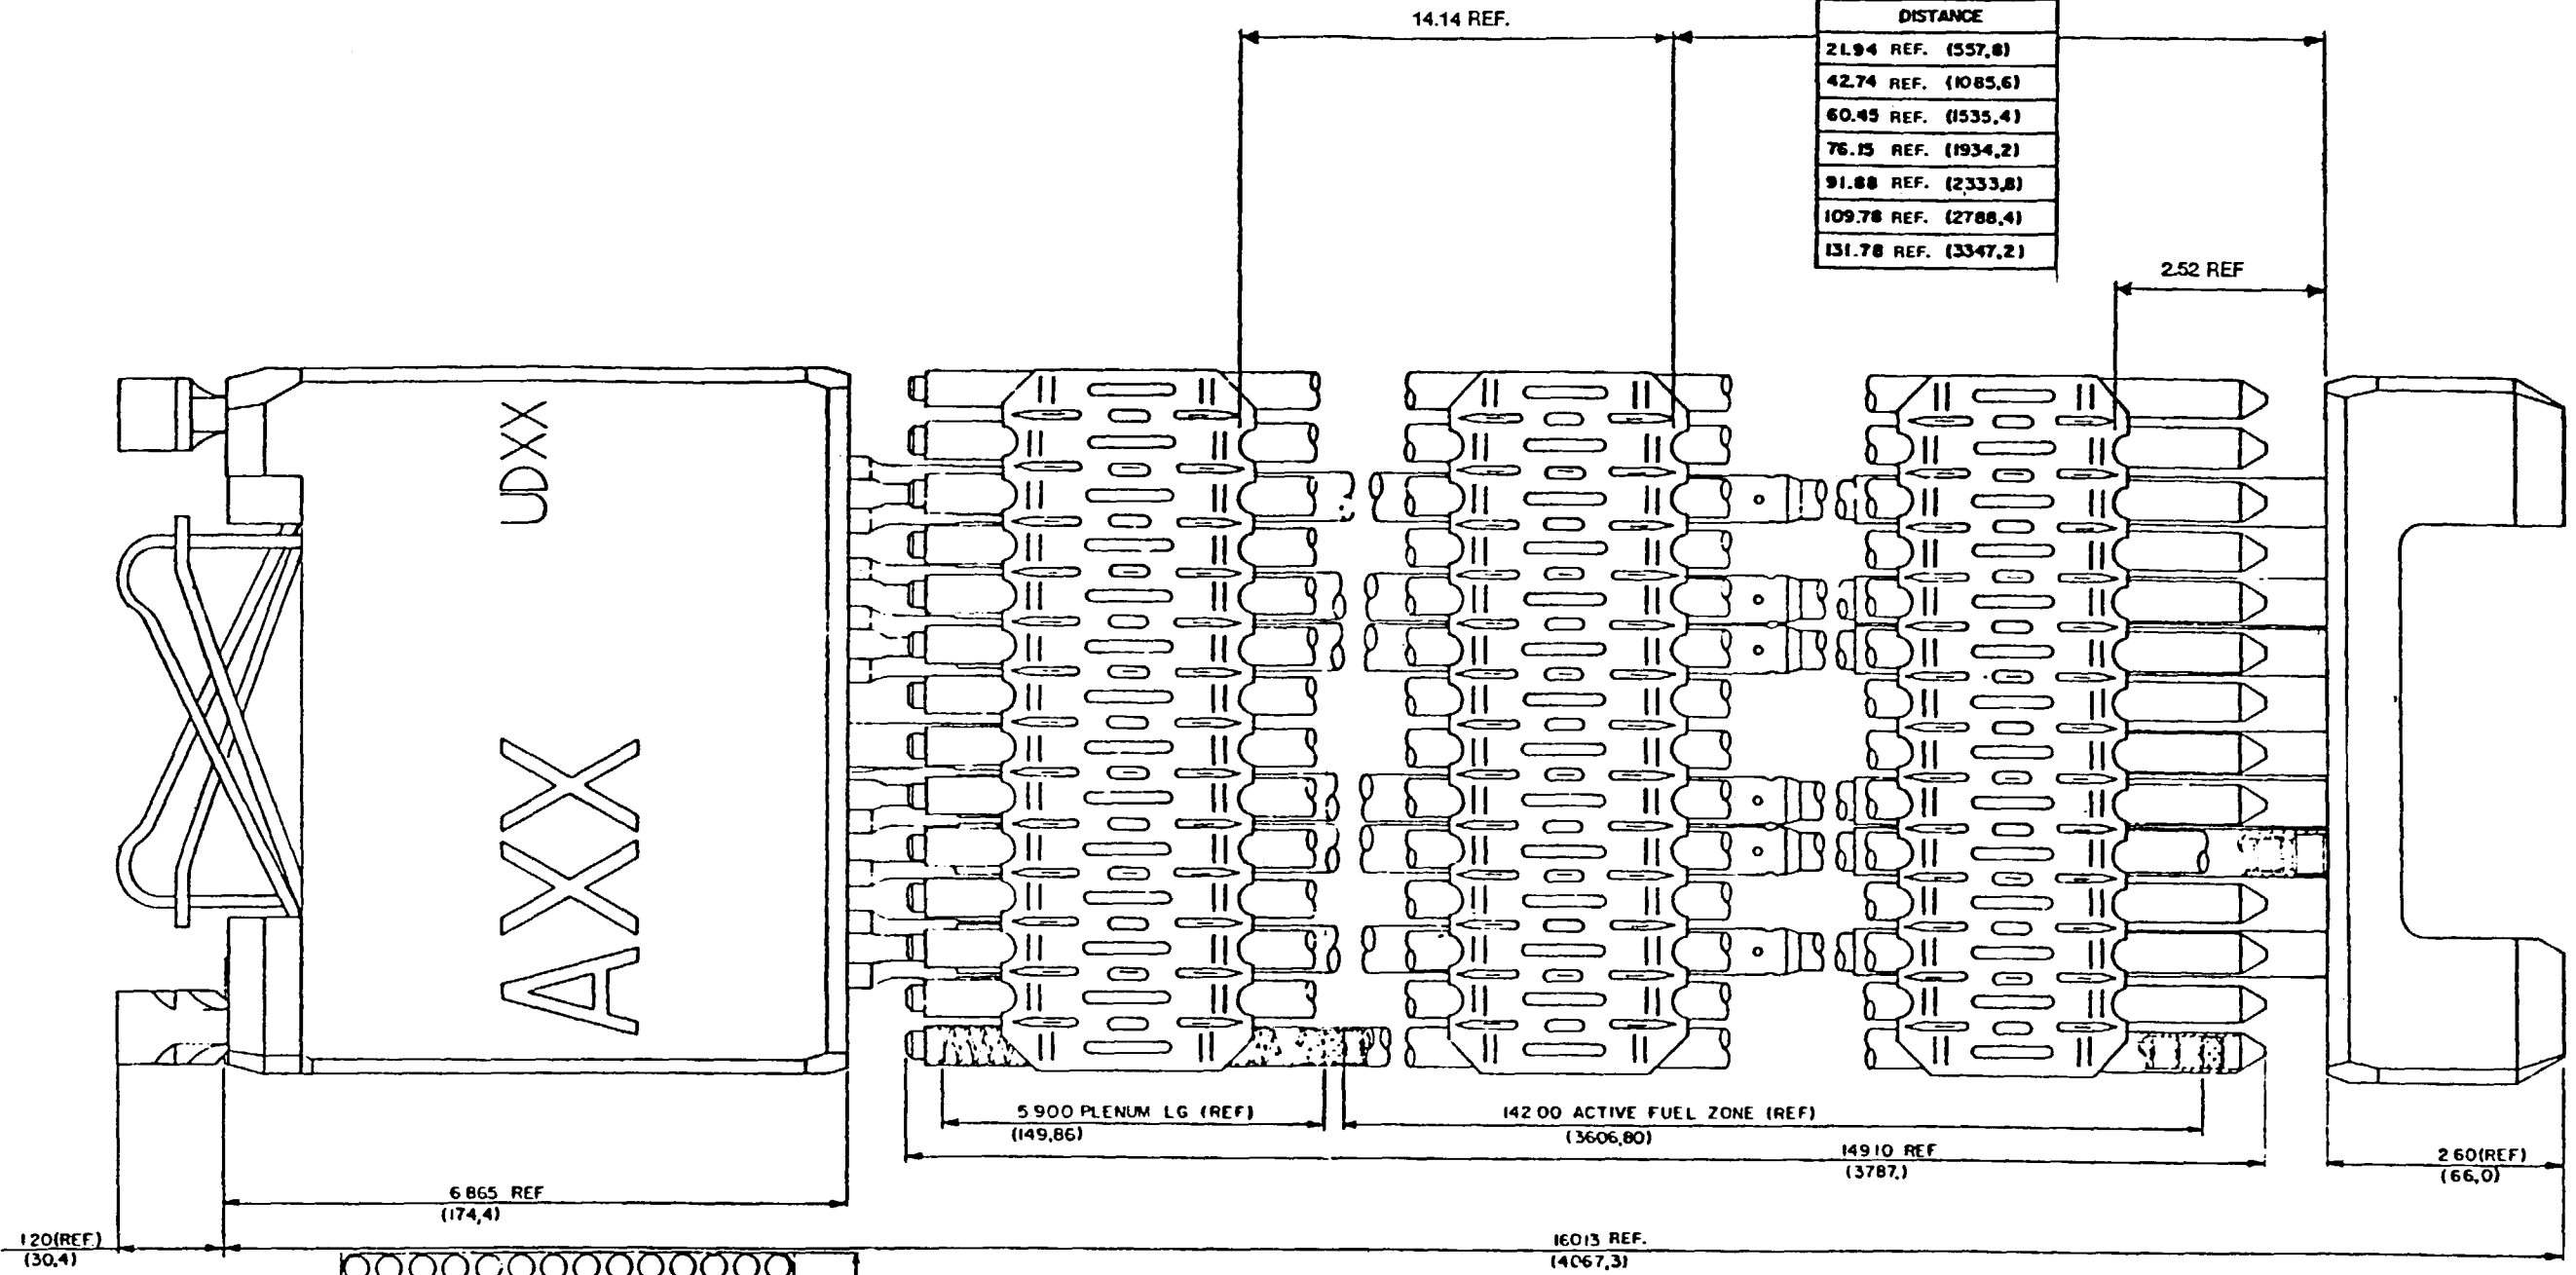 14.14 REF.
DISTANCE
21.94 REF. (557,8)
42.74 REF. (1085,6)
60.45 REF. (1535,4)
76.15 REF. (1934,2)
91.88 REF. (2333,8)
109.78 REF. (2788,4)
131.78 REF. (3347,2)
2.52 REF
UDXX
AXX
5.900 PLENUM LG (REF)
(149,86)
142.00 ACTIVE FUEL ZONE (REF)
(3606,80)
149.10 REF
(3787,)
2.60(REF)
(66,0)
6.865 REF
(174,4)
1.20(REF.)
(30,4)
160.13 REF.
(4067,3)